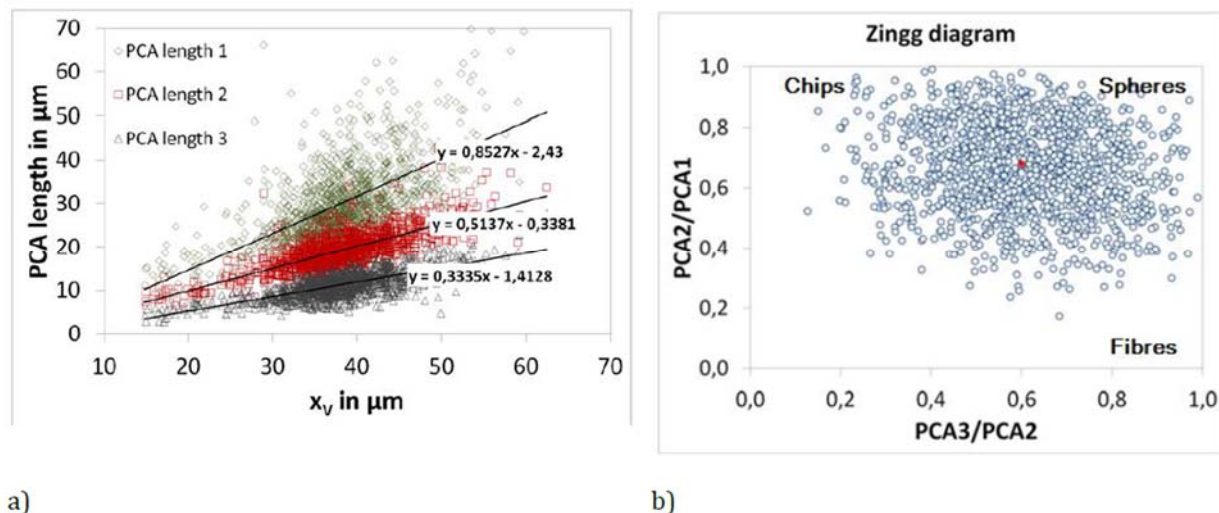 70
60
50
40
30
20
10
0
PCA length in μm
PCA length 1
PCA length 2
PCA length 3
y = 0,8527x - 2,43
y = 0,5137x - 0,3381
y = 0,3335x - 1,4128
10 20 30 40 50 60 70
xV in μm
a)
Zingg diagram
1,0
0,8
0,6
0,4
0,2
0,0
PCA2/PCA1
Chips
Spheres
Fibres
0,0 0,2 0,4 0,6 0,8 1,0
PCA3/PCA2
b)